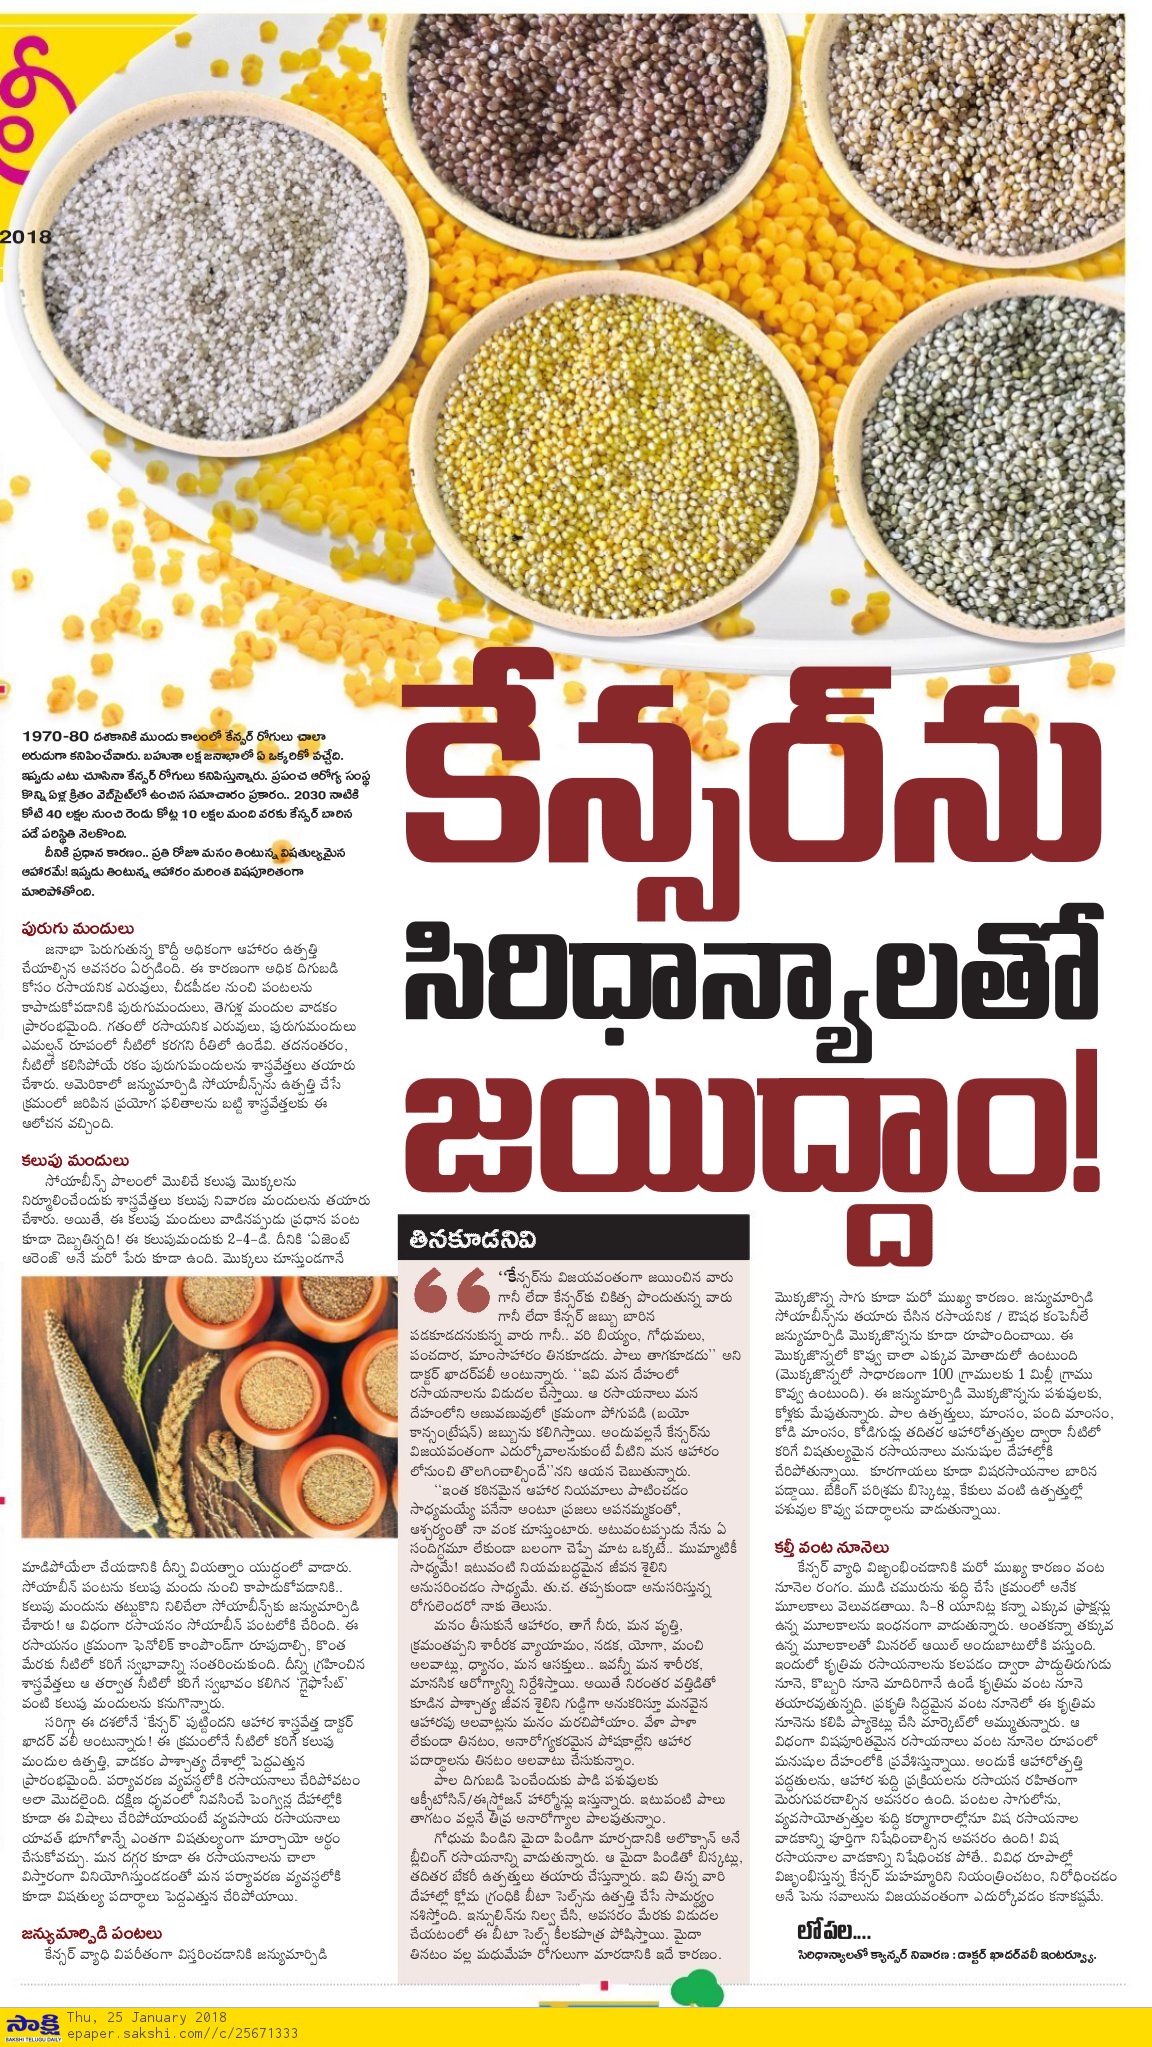 2018
కేన్సర్‌ను
సిరిధాన్యాలతో
జయిద్దాం!
1970-80 దశకానికి ముందు కాలంలో కేన్సర్ రోగులు చాలా
అరుదుగా కనిపించేవారు. బహుశా లక్ష జనాభాలో ఏ ఒక్కరికో వచ్చేది.
ఇప్పుడు ఎటు చూసినా కేన్సర్ రోగులు కనిపిస్తున్నారు. ప్రపంచ ఆరోగ్య సంస్థ
కొన్ని ఏళ్ల క్రితం వెబ్‌సైట్‌లో ఉంచిన సమాచారం ప్రకారం.. 2030 నాటికి
కోటి 40 లక్షల నుంచి రెండు కోట్ల 10 లక్షల మంది వరకు కేన్సర్ బారిన
పడే పరిస్థితి నెలకొంది.
దీనికి ప్రధాన కారణం.. ప్రతి రోజూ మనం తింటున్న విషతుల్యమైన
ఆహారమే! ఇప్పుడు తింటున్న ఆహారం మరింత విషపూరితంగా
మారిపోతోంది.
పురుగు మందులు
జనాభా పెరుగుతున్న కొద్దీ అధికంగా ఆహారం ఉత్పత్తి
చేయాల్సిన అవసరం ఏర్పడింది. ఈ కారణంగా అధిక దిగుబడి
కోసం రసాయనిక ఎరువులు, చీడపీడల నుంచి పంటలను
కాపాడుకోవడానికి పురుగుమందులు, తెగుళ్ల మందుల వాడకం
ప్రారంభమైంది. గతంలో రసాయనిక ఎరువులు, పురుగుమందులు
ఎమల్షన్ రూపంలో నీటిలో కరగని రీతిలో ఉండేవి. తదనంతరం,
నీటిలో కలిసిపోయే రకం పురుగుమందులను శాస్త్రవేత్తలు తయారు
చేశారు. అమెరికాలో జన్యుమార్పిడి సోయాబీన్స్‌ను ఉత్పత్తి చేసే
క్రమంలో జరిపిన ప్రయోగ ఫలితాలను బట్టి శాస్త్రవేత్తలకు ఈ
ఆలోచన వచ్చింది.
కలుపు మందులు
సోయాబీన్స్ పొలంలో మొలిచే కలుపు మొక్కలను
నిర్మూలించేందుకు శాస్త్రవేత్తలు కలుపు నివారణ మందులను తయారు
చేశారు. అయితే, ఈ కలుపు మందులు వాడినప్పుడు ప్రధాన పంట
కూడా దెబ్బతిన్నది! ఈ కలుపుమందుకు 2-4-డి. దీనికి 'ఏజెంట్
ఆరెంజ్' అనే మరో పేరు కూడా ఉంది. మొక్కలు చూస్తుండగానే
మాడిపోయేలా చేయడానికి దీన్ని వియత్నాం యుద్ధంలో వాడారు.
సోయాబీన్ పంటను కలుపు మందు నుంచి కాపాడుకోవడానికి..
కలుపు మందును తట్టుకొని నిలిచేలా సోయాబీన్స్‌కు జన్యుమార్పిడి
చేశారు! ఆ విధంగా రసాయనం సోయాబీన్ పంటలోకి చేరింది. ఈ
రసాయనం క్రమంగా ఫెనోలిక్ కాంపౌండ్‌గా రూపుదాల్చి, కొంత
మేరకు నీటిలో కరిగే స్వభావాన్ని సంతరించుకుంది. దీన్ని గ్రహించిన
శాస్త్రవేత్తలు ఆ తర్వాత నీటిలో కరిగే స్వభావం కలిగిన 'గ్లైఫొసేట్'
వంటి కలుపు మందులను కనుగొన్నారు.
సరిగ్గా ఈ దశలోనే 'కేన్సర్' పుట్టిందని ఆహార శాస్త్రవేత్త డాక్టర్
ఖాదర్ వలీ అంటున్నారు! ఈ క్రమంలోనే నీటిలో కరిగే కలుపు
మందుల ఉత్పత్తి, వాడకం పాశ్చాత్య దేశాల్లో పెద్దఎత్తున
ప్రారంభమైంది. పర్యావరణ వ్యవస్థలోకి రసాయనాలు చేరిపోవటం
అలా మొదలైంది. దక్షిణ ధృవంలో నివసించే పెంగ్విన్ల దేహాల్లోకి
కూడా ఈ విషాలు చేరిపోయాయంటే వ్యవసాయ రసాయనాలు
యావత్ భూగోళాన్నే ఎంతగా విషతుల్యంగా మార్చాయో అర్థం
చేసుకోవచ్చు. మన దగ్గర కూడా ఈ రసాయనాలను చాలా
విస్తారంగా వినియోగిస్తుండడంతో మన పర్యావరణ వ్యవస్థలోకి
కూడా విషతుల్య పదార్థాలు పెద్దఎత్తున చేరిపోయాయి.
జన్యుమార్పిడి పంటలు
కేన్సర్ వ్యాధి విపరీతంగా విస్తరించడానికి జన్యుమార్పిడి
తినకూడనివి
''కేన్సర్‌ను విజయవంతంగా జయించిన వారు
గానీ లేదా కేన్సర్‌కు చికిత్స పొందుతున్న వారు
గానీ లేదా కేన్సర్ జబ్బు బారిన
పడకూడదనుకున్న వారు గానీ.. వరి బియ్యం, గోధుమలు,
పంచదార, మాంసాహారం తినకూడదు. పాలు తాగకూడదు'' అని
డాక్టర్ ఖాదర్‌వలీ అంటున్నారు. ''ఇవి మన దేహంలో
రసాయనాలను విడుదల చేస్తాయి. ఆ రసాయనాలు మన
దేహంలోని అణువణువులో క్రమంగా పోగుపడి (బయో
కాన్సంట్రేషన్) జబ్బును కలిగిస్తాయి. అందువల్లనే కేన్సర్‌ను
విజయవంతంగా ఎదుర్కోవాలనుకుంటే వీటిని మన ఆహారం
లోనుంచి తొలగించాల్సిందే''నని ఆయన చెబుతున్నారు.
''ఇంత కఠినమైన ఆహార నియమాలు పాటించడం
సాధ్యమయ్యే పనేనా అంటూ ప్రజలు అపనమ్మకంతో,
ఆశ్చర్యంతో నా వంక చూస్తుంటారు. అటువంటప్పుడు నేను ఏ
సందిగ్ధమూ లేకుండా బలంగా చెప్పే మాట ఒక్కటే.. ముమ్మాటికీ
సాధ్యమే! ఇటువంటి నియమబద్ధమైన జీవన శైలిని
అనుసరించడం సాధ్యమే. తు.చ. తప్పకుండా అనుసరిస్తున్న
రోగులెందరో నాకు తెలుసు.
మనం తీసుకునే ఆహారం, తాగే నీరు, మన వృత్తి,
క్రమంతప్పని శారీరక వ్యాయామం, నడక, యోగా, మంచి
అలవాట్లు, ధ్యానం, మన ఆసక్తులు.. ఇవన్నీ మన శారీరక,
మానసిక ఆరోగ్యాన్ని నిర్దేశిస్తాయి. అయితే నిరంతర వత్తిడితో
కూడిన పాశ్చాత్య జీవన శైలిని గుడ్డిగా అనుకరిస్తూ మనవైన
ఆహారపు అలవాట్లను మనం మరచిపోయాం. వేళా పాళా
లేకుండా తినటం, అనారోగ్యకరమైన పోషకాల్లేని ఆహార
పదార్థాలను తినటం అలవాటు చేసుకున్నాం.
పాల దిగుబడి పెంచేందుకు పాడి పశువులకు
ఆక్సీటోసిన్/ఈస్ట్రోజన్ హార్మోన్లు ఇస్తున్నారు. ఇటువంటి పాలు
తాగటం వల్లనే తీవ్ర అనారోగ్యాల పాలవుతున్నాం.
గోధుమ పిండిని మైదా పిండిగా మార్చడానికి అలొక్సాన్ అనే
బ్లీచింగ్ రసాయనాన్ని వాడుతున్నారు. ఆ మైదా పిండితో బిస్కట్లు,
తదితర బేకరీ ఉత్పత్తులు తయారు చేస్తున్నారు. ఇవి తిన్న వారి
దేహాల్లో క్లోమ గ్రంధికి బీటా సెల్స్‌ను ఉత్పత్తి చేసే సామర్థ్యం
నశిస్తోంది. ఇన్సులిన్‌ను నిల్వ చేసి, అవసరం మేరకు విడుదల
చేయటంలో ఈ బీటా సెల్స్ కీలకపాత్ర పోషిస్తాయి. మైదా
తినటం వల్ల మధుమేహ రోగులుగా మారడానికి ఇదే కారణం.
మొక్కజొన్న సాగు కూడా మరో ముఖ్య కారణం. జన్యుమార్పిడి
సోయాబీన్స్‌ను తయారు చేసిన రసాయనిక / ఔషధ కంపెనీలే
జన్యుమార్పిడి మొక్కజొన్నను కూడా రూపొందించాయి. ఈ
మొక్కజొన్నలో కొవ్వు చాలా ఎక్కువ మోతాదులో ఉంటుంది
(మొక్కజొన్నలో సాధారణంగా 100 గ్రాములకు 1 మిల్లీ గ్రాము
కొవ్వు ఉంటుంది). ఈ జన్యుమార్పిడి మొక్కజొన్నను పశువులకు,
కోళ్లకు మేపుతున్నారు. పాల ఉత్పత్తులు, మాంసం, పంది మాంసం,
కోడి మాంసం, కోడిగుడ్లు తదితర ఆహారోత్పత్తుల ద్వారా నీటిలో
కరిగే విషతుల్యమైన రసాయనాలు మనుషుల దేహాల్లోకి
చేరిపోతున్నాయి. కూరగాయలు కూడా విషరసాయనాల బారిన
పడ్డాయి. బేకింగ్ పరిశ్రమ బిస్కెట్లు, కేకులు వంటి ఉత్పత్తుల్లో
పశువుల కొవ్వు పదార్థాలను వాడుతున్నాయి.
కల్తీ వంట నూనెలు
కేన్సర్ వ్యాధి విజృంభించడానికి మరో ముఖ్య కారణం వంట
నూనెల రంగం. ముడి చమురును శుద్ధి చేసే క్రమంలో అనేక
మూలకాలు వెలువడతాయి. సి-8 యూనిట్ల కన్నా ఎక్కువ ఫ్రాక్షన్లు
ఉన్న మూలకాలను ఇంధనంగా వాడుతున్నారు. అంతకన్నా తక్కువ
ఉన్న మూలకాలతో మినరల్ ఆయిల్ అందుబాటులోకి వస్తుంది.
ఇందులో కృత్రిమ రసాయనాలను కలపడం ద్వారా పొద్దుతిరుగుడు
నూనె, కొబ్బరి నూనె మాదిరిగానే ఉండే కృత్రిమ వంట నూనె
తయారవుతున్నది. ప్రకృతి సిద్ధమైన వంట నూనెలో ఈ కృత్రిమ
నూనెను కలిపి ప్యాకెట్లు చేసి మార్కెట్‌లో అమ్ముతున్నారు. ఆ
విధంగా విషపూరితమైన రసాయనాలు వంట నూనెల రూపంలో
మనుషుల దేహంలోకి ప్రవేశిస్తున్నాయి. అందుకే ఆహారోత్పత్తి
పద్ధతులను, ఆహార శుద్ధి ప్రక్రియలను రసాయన రహితంగా
మెరుగుపరచాల్సిన అవసరం ఉంది. పంటల సాగులోను,
వ్యవసాయోత్పత్తుల శుద్ధి కర్మాగారాల్లోనూ విష రసాయనాల
వాడకాన్ని పూర్తిగా నిషేధించాల్సిన అవసరం ఉంది! విష
రసాయనాల వాడకాన్ని నిషేధించక పోతే.. వివిధ రూపాల్లో
విజృంభిస్తున్న కేన్సర్ మహమ్మారిని నియంత్రించటం, నిరోధించడం
అనే పెను సవాలును విజయవంతంగా ఎదుర్కోవడం కనాకష్టమే.
లోపల....
సిరిధాన్యాలతో క్యాన్సర్ నివారణ : డాక్టర్ ఖాదర్‌వలీ ఇంటర్వ్యూ.
సాక్షి
SAKSHI TELUGU DAILY
Thu, 25 January 2018
epaper.sakshi.com//c/25671333